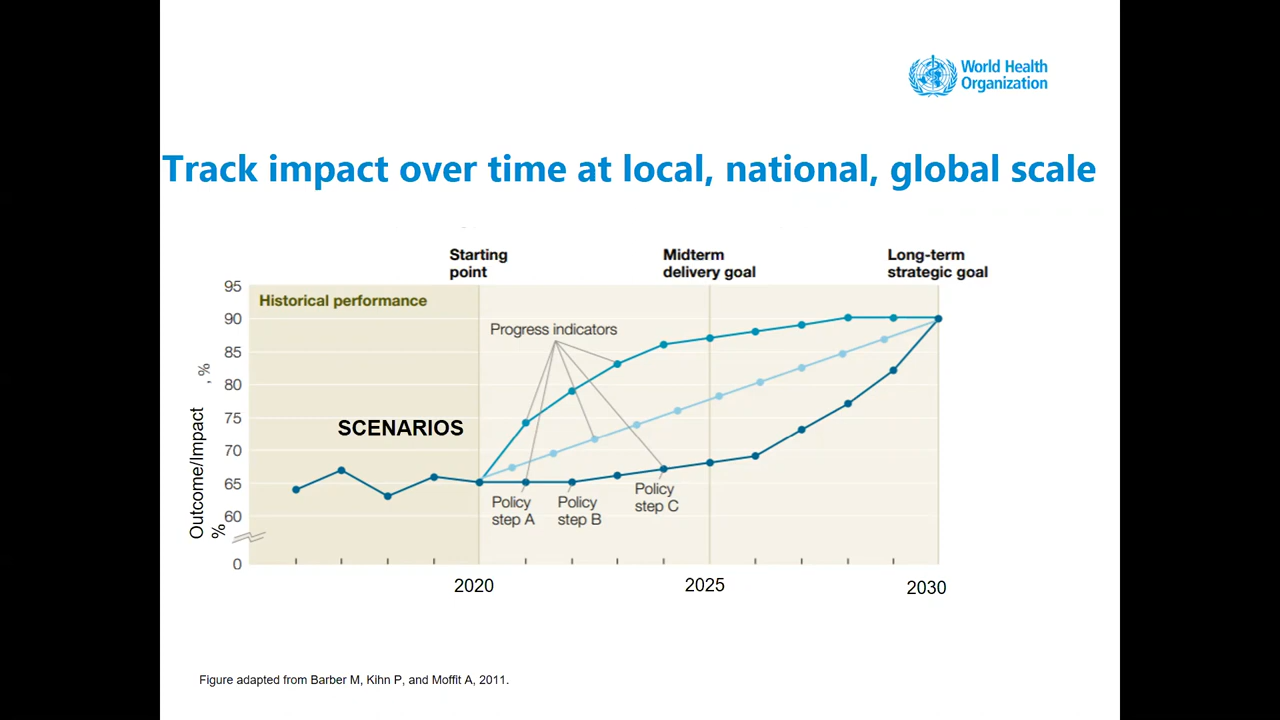 World Health
Organization
Track impact over time at local, national, global scale
Starting
point
Midterm
delivery goal
Long-term
strategic goal
Historical performance
Progress indicators
SCENARIOS
Policy
step A
Policy
step B
Policy
step C
Outcome/Impact
%
, %
95
90
85
80
75
70
65
60
0
2020
2025
2030
Figure adapted from Barber M, Kihn P, and Moffit A, 2011.